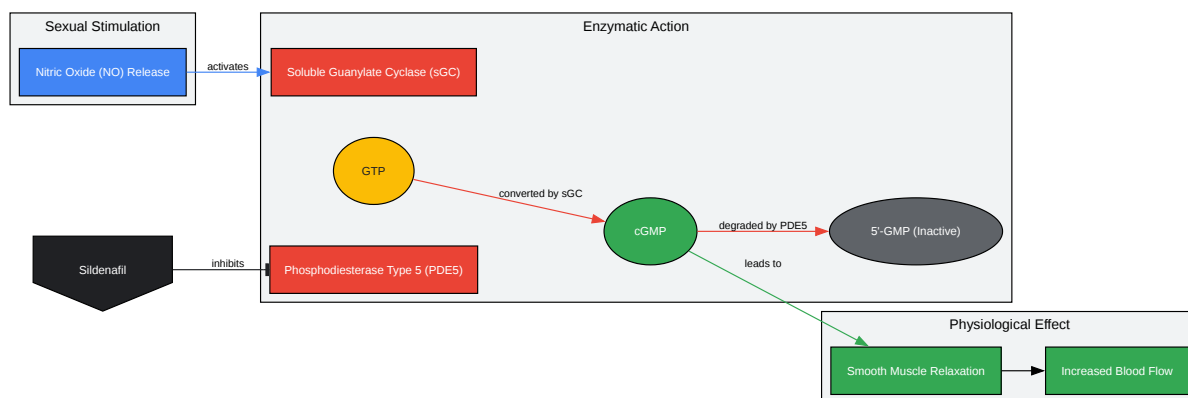 Sexual Stimulation
Enzymatic Action
Nitric Oxide (NO) Release
activates
Soluble Guanylate Cyclase (sGC)
GTP
converted by sGC
cGMP
degraded by PDE5
5'-GMP (Inactive)
Sildenafil
inhibits
Phosphodiesterase Type 5 (PDE5)
leads to
Physiological Effect
Smooth Muscle Relaxation
Increased Blood Flow